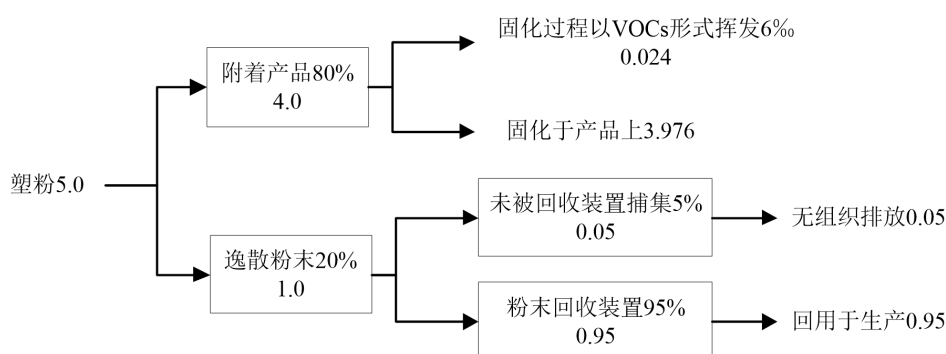 固化过程以VOCs形式挥发6‰
0.024
附着产品80%
4.0
固化于产品上3.976
塑粉5.0
未被回收装置捕集5%
0.05
无组织排放0.05
逸散粉末20%
1.0
粉末回收装置95%
0.95
回用于生产0.95